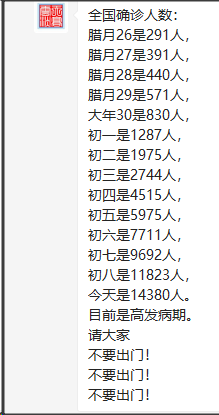 全国确诊人数：
腊月26是291人，
腊月27是391人，
腊月28是440人，
腊月29是571人，
大年30是830人，
初一是1287人，
初二是1975人，
初三是2744人，
初四是4515人，
初五是5975人，
初六是7711人，
初七是9692人，
初八是11823人，
今天是14380人。
目前是高发病期。
请大家
不要出门！
不要出门！
不要出门！